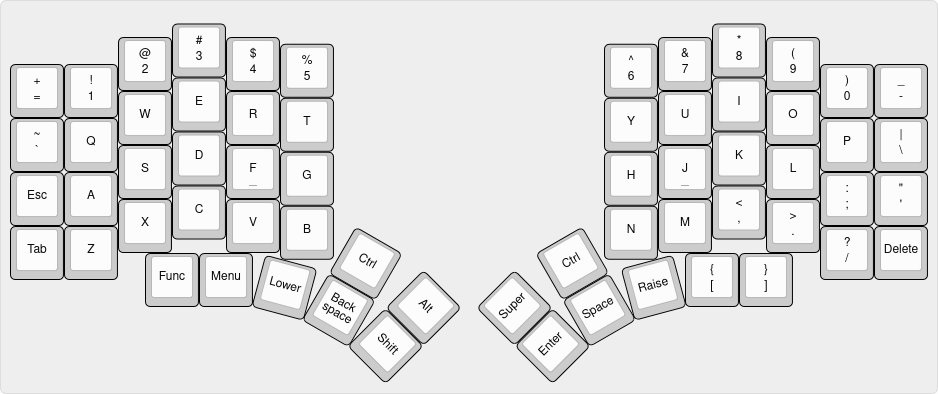 + ! @ # $ % ^ & * ( ) _
= 1 2 3 4 5 6 7 8 9 0 -
~ Q W E R T Y U I O P |
` \
Esc A S D F G H J K L : "
_ _ ; '
Tab Z X C V B N M < > ? Delete
, . /
Func Menu Lower Ctrl Ctrl Raise { }
[ ]
Back
space
Alt Super Space
Shift Enter